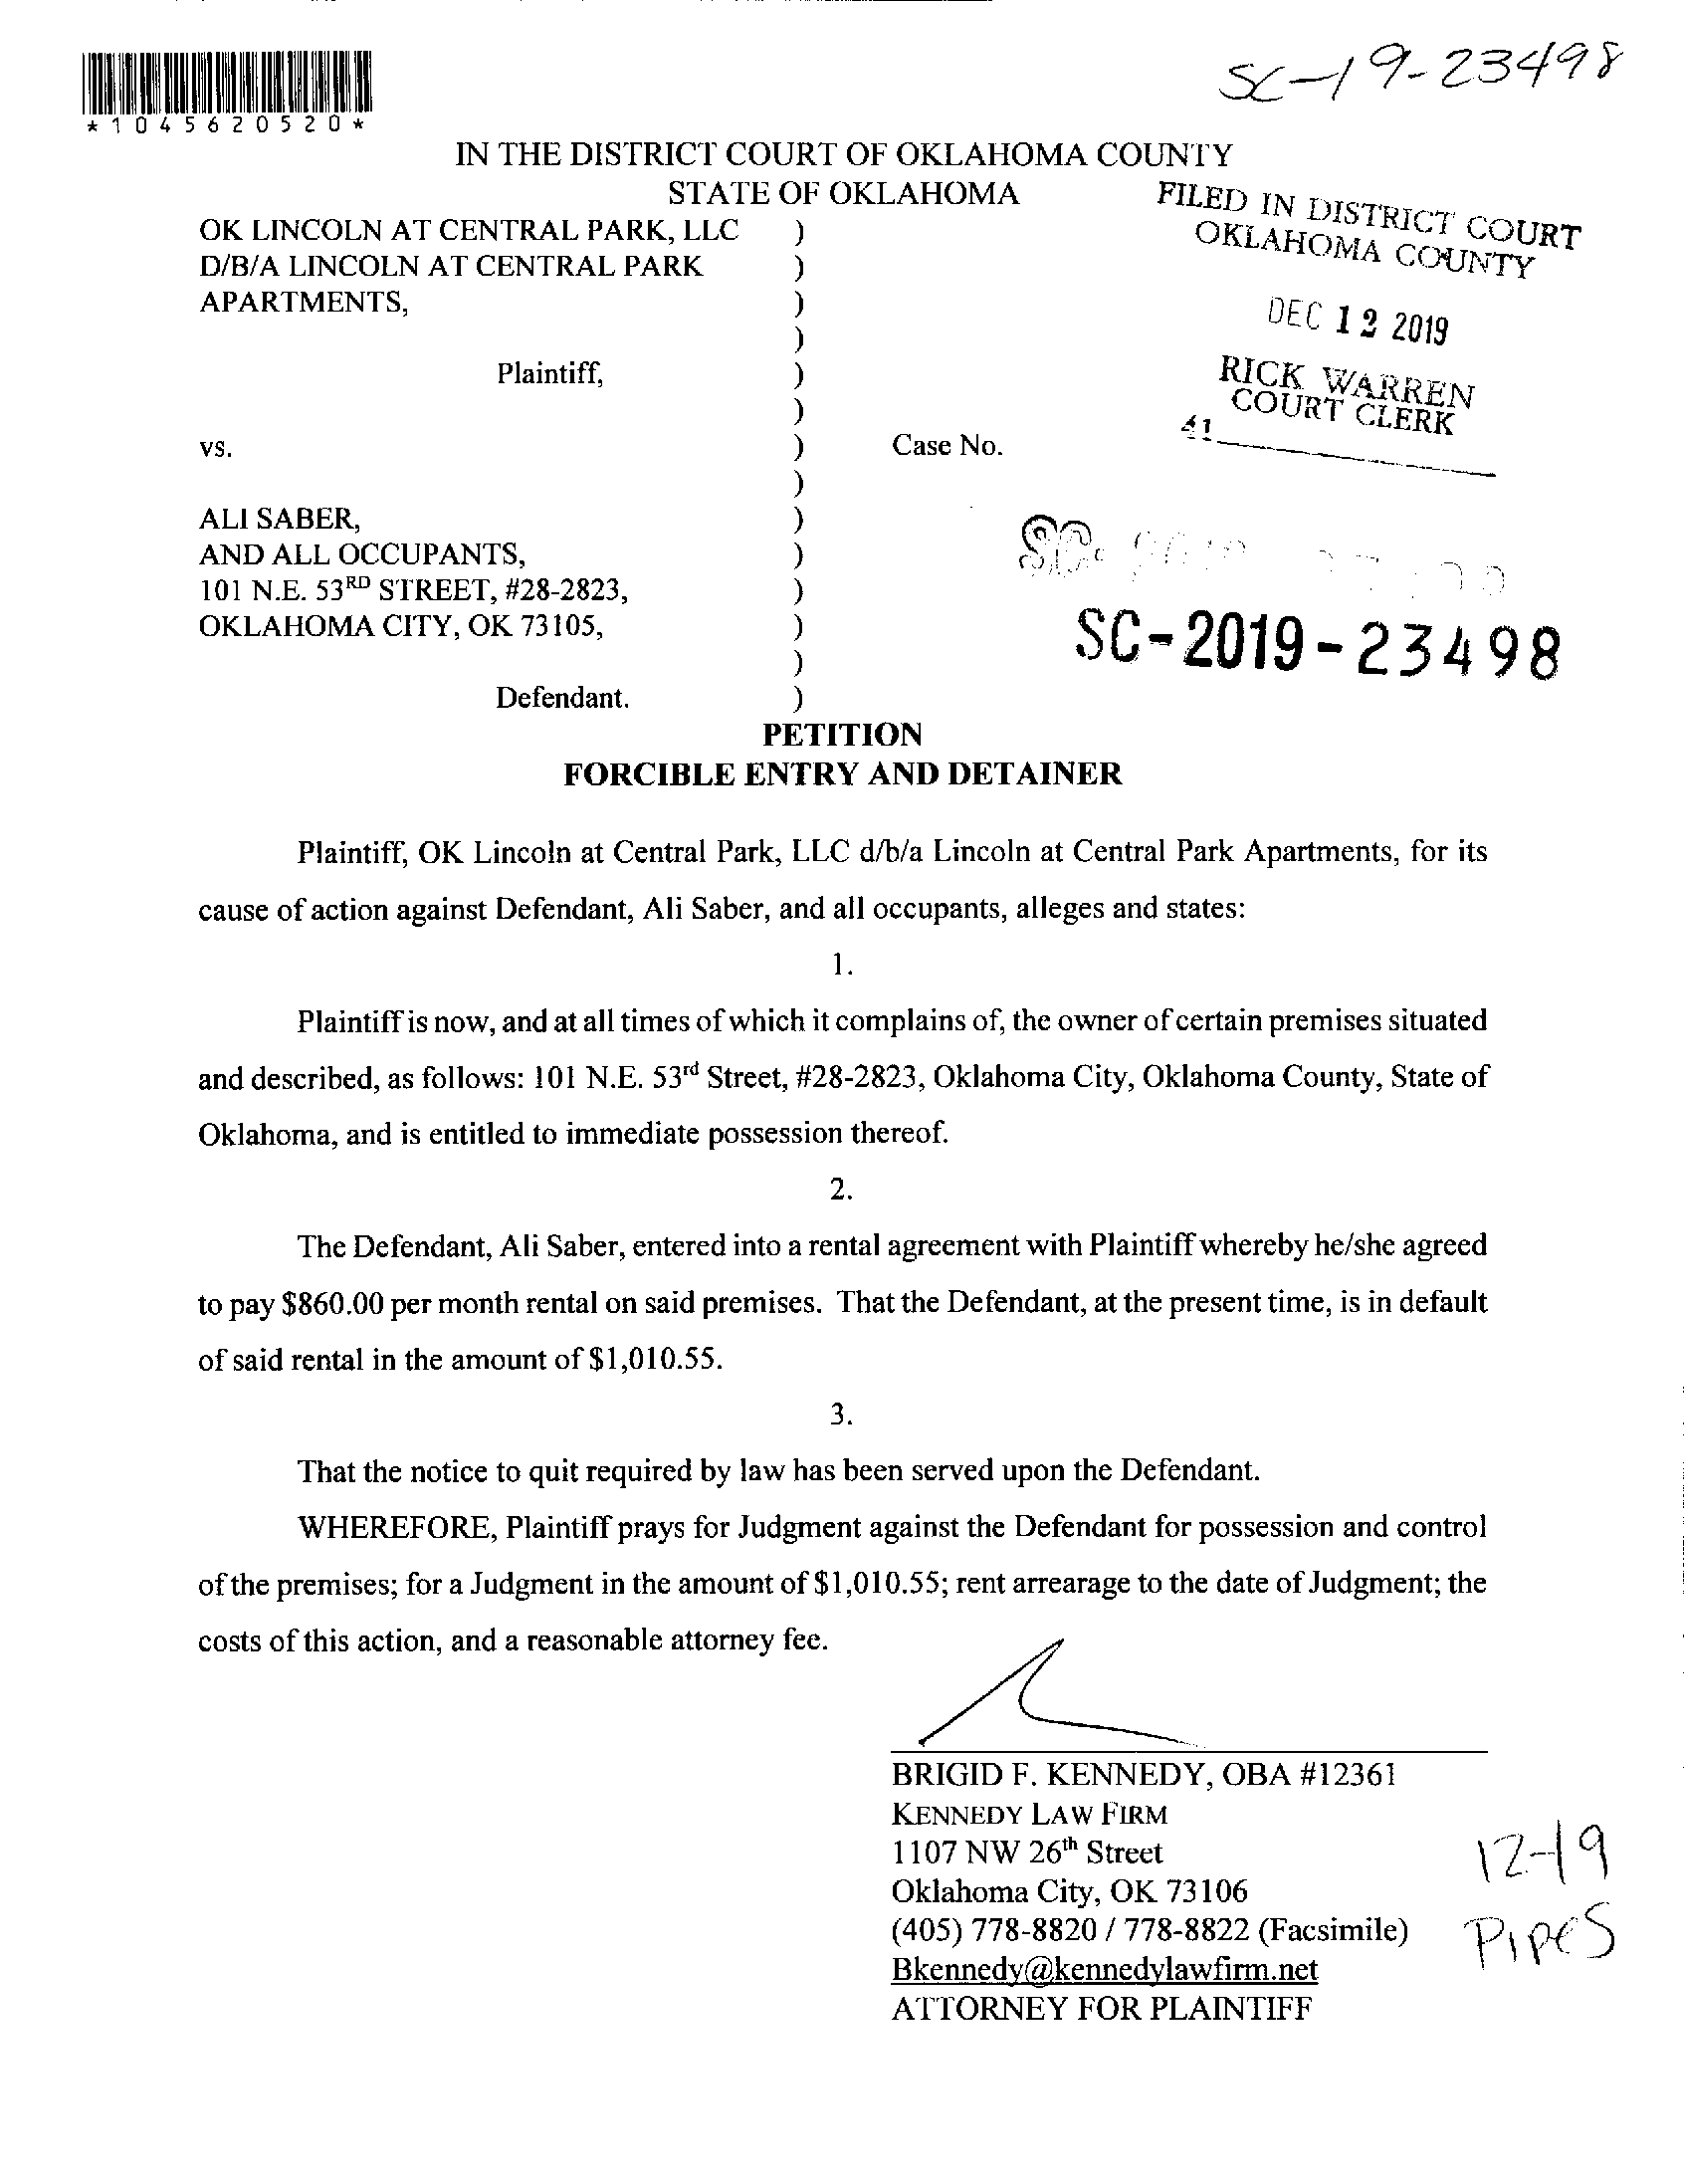 SC-19-23498
*1045620520*
IN THE DISTRICT COURT OF OKLAHOMA COUNTY
STATE OF OKLAHOMA
FILED IN DISTRICT COURT
OKLAHOMA COUNTY
DEC 12 2019
RICK WARREN
COURT CLERK
41
OK LINCOLN AT CENTRAL PARK, LLC )
D/B/A LINCOLN AT CENTRAL PARK )
APARTMENTS, )
)
Plaintiff, )
)
vs. ) Case No.
)
ALI SABER, )
AND ALL OCCUPANTS, )
101 N.E. 53RD STREET, #28-2823, )
OKLAHOMA CITY, OK 73105, )
)
Defendant. )
SC-2019-23498
PETITION
FORCIBLE ENTRY AND DETAINER
Plaintiff, OK Lincoln at Central Park, LLC d/b/a Lincoln at Central Park Apartments, for its
cause of action against Defendant, Ali Saber, and all occupants, alleges and states:
1.
Plaintiff is now, and at all times of which it complains of, the owner of certain premises situated
and described, as follows: 101 N.E. 53rd Street, #28-2823, Oklahoma City, Oklahoma County, State of
Oklahoma, and is entitled to immediate possession thereof.
2.
The Defendant, Ali Saber, entered into a rental agreement with Plaintiff whereby he/she agreed
to pay $860.00 per month rental on said premises. That the Defendant, at the present time, is in default
of said rental in the amount of $1,010.55.
3.
That the notice to quit required by law has been served upon the Defendant.
WHEREFORE, Plaintiff prays for Judgment against the Defendant for possession and control
of the premises; for a Judgment in the amount of $1,010.55; rent arrearage to the date of Judgment; the
costs of this action, and a reasonable attorney fee.
BRIGID F. KENNEDY, OBA #12361
KENNEDY LAW FIRM
1107 NW 26th Street
Oklahoma City, OK 73106
(405) 778-8820 / 778-8822 (Facsimile)
Bkennedy@kennedylawfirm.net
ATTORNEY FOR PLAINTIFF
12-19
Pipes